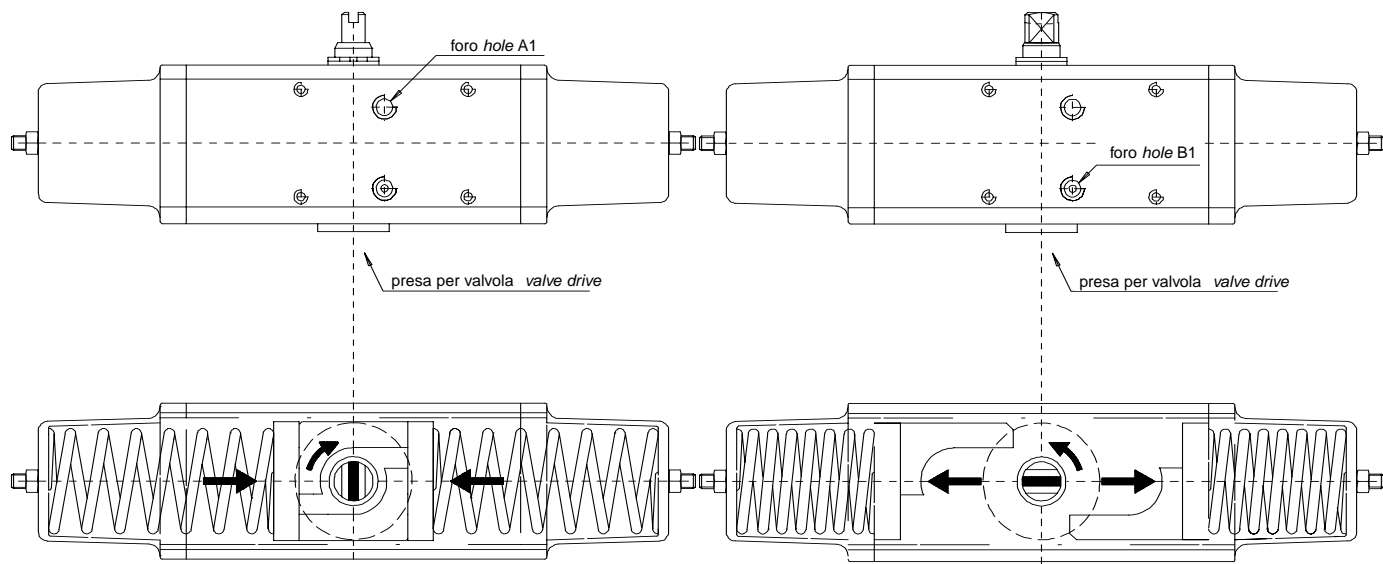 foro hole A1
foro hole B1
presa per valvola valve drive
presa per valvola valve drive